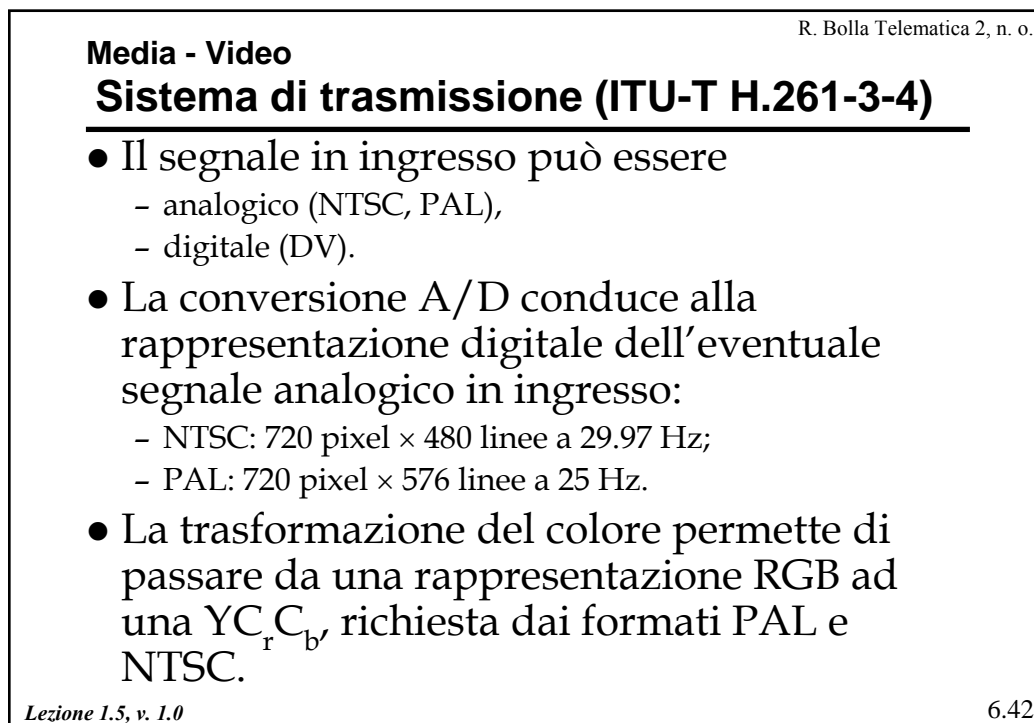 R. Bolla Telematica 2, n. o.
Media - Video
Sistema di trasmissione (ITU-T H.261-3-4)
● Il segnale in ingresso può essere
– analogico (NTSC, PAL),
– digitale (DV).
● La conversione A/D conduce alla
rappresentazione digitale dell’eventuale
segnale analogico in ingresso:
– NTSC: 720 pixel × 480 linee a 29.97 Hz;
– PAL: 720 pixel × 576 linee a 25 Hz.
● La trasformazione del colore permette di
passare da una rappresentazione RGB ad
una YCrCb, richiesta dai formati PAL e
NTSC.
Lezione 1.5, v. 1.0
6.42